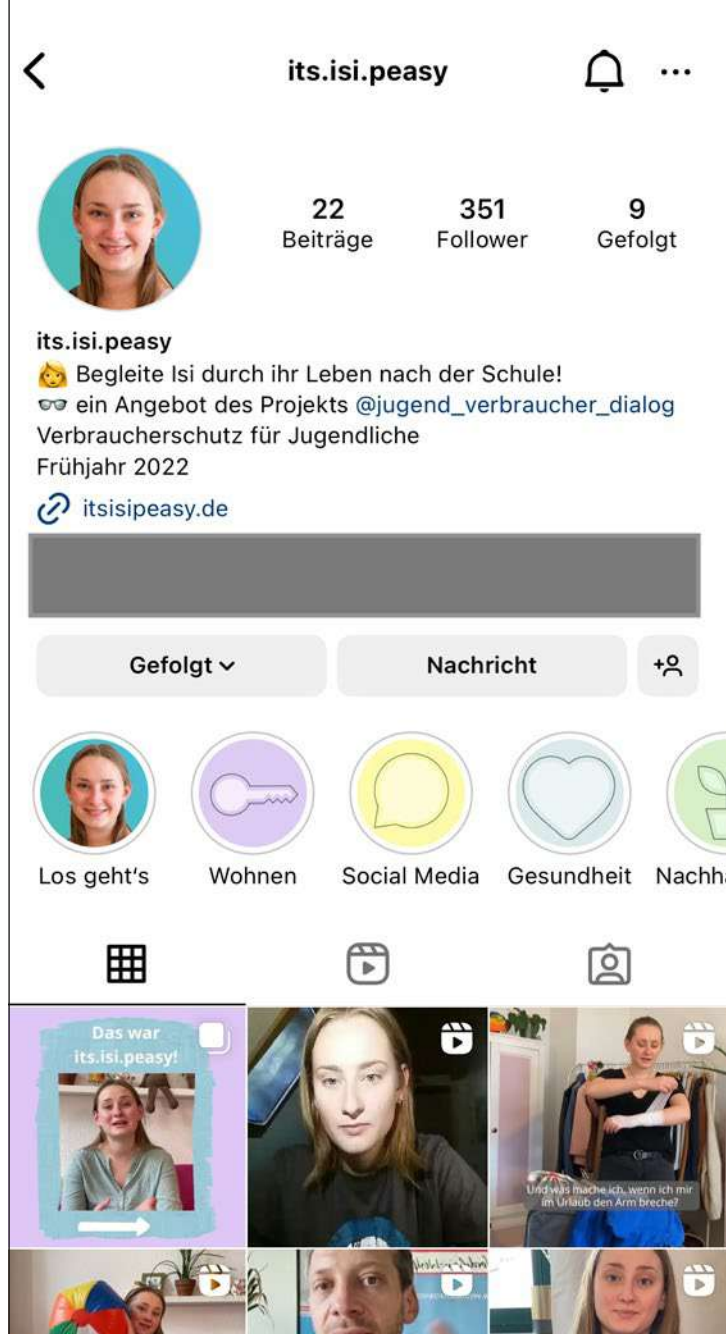 its.isi.peasy
22 351 9
Beiträge Follower Gefolgt
its.isi.peasy
Begleite Isi durch ihr Leben nach der Schule!
ein Angebot des Projekts @jugend_verbraucher_dialog
Verbraucherschutz für Jugendliche
Frühjahr 2022
itsisipeasy.de
Gefolgt Nachricht
Los geht's Wohnen Social Media Gesundheit Nachha
Das war
its.isi.peasy!
Und was mache ich, wenn ich mir
im Urlaub den Arm breche?